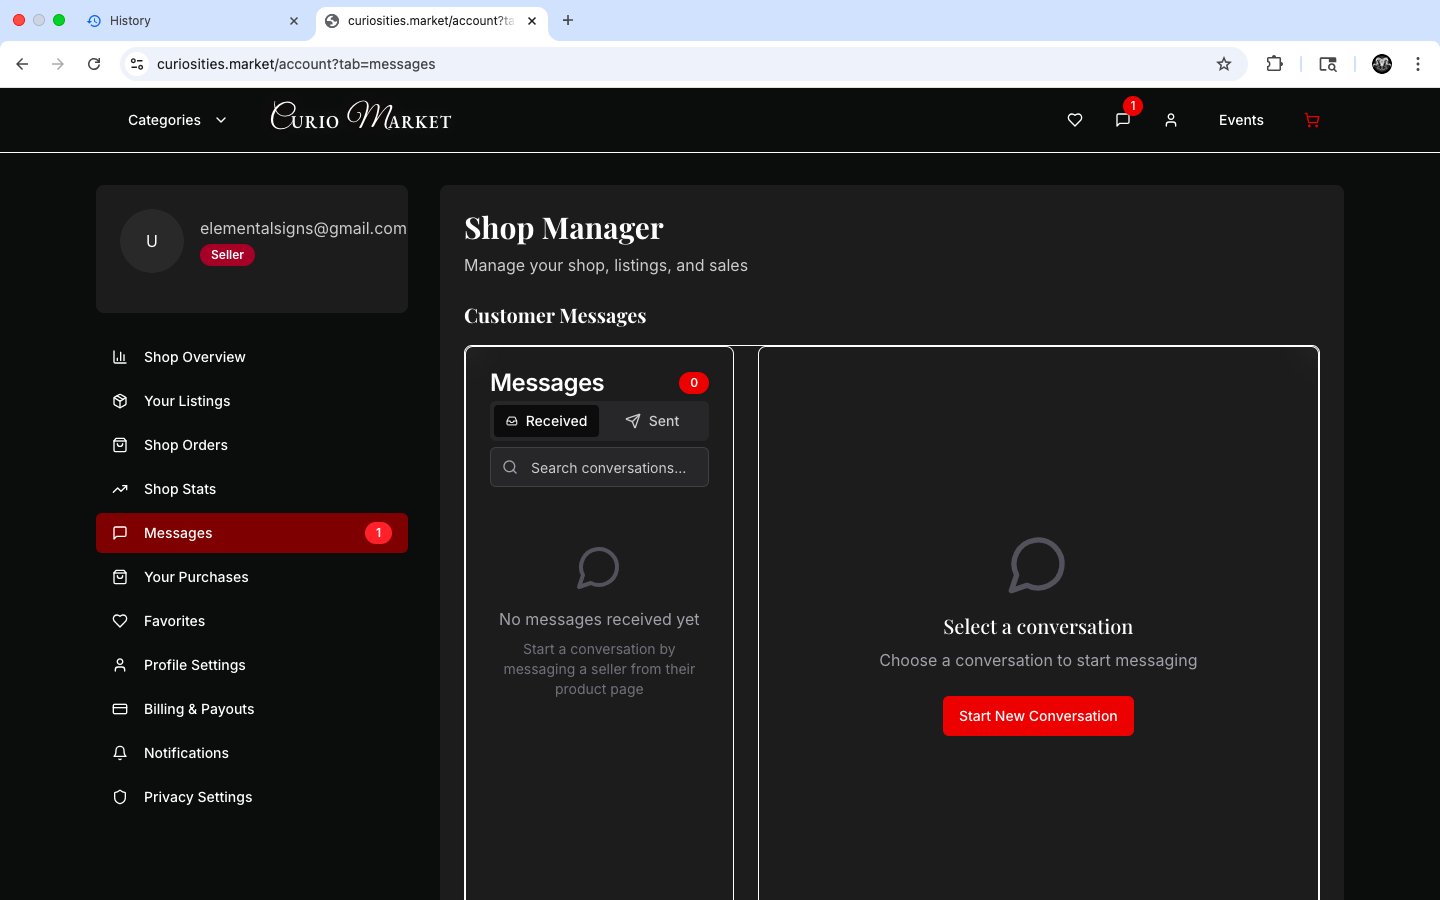 History
curiosities.market/account?ta
curiosities.market/account?tab=messages
Categories
Curio Market
1
Events
U
elementalsigns@gmail.com
Seller
Shop Overview
Your Listings
Shop Orders
Shop Stats
Messages
1
Your Purchases
Favorites
Profile Settings
Billing & Payouts
Notifications
Privacy Settings
Shop Manager
Manage your shop, listings, and sales
Customer Messages
Messages
0
Received
Sent
Search conversations...
No messages received yet
Start a conversation by
messaging a seller from their
product page
Select a conversation
Choose a conversation to start messaging
Start New Conversation